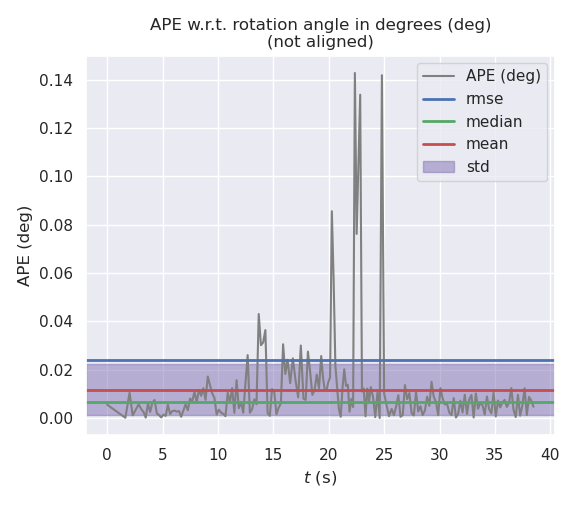 APE w.r.t. rotation angle in degrees (deg)
(not aligned)
APE (deg)
rmse
median
mean
std
0.14
0.12
0.10
0.08
0.06
0.04
0.02
0.00
APE (deg)
0 5 10 15 20 25 30 35 40
t (s)